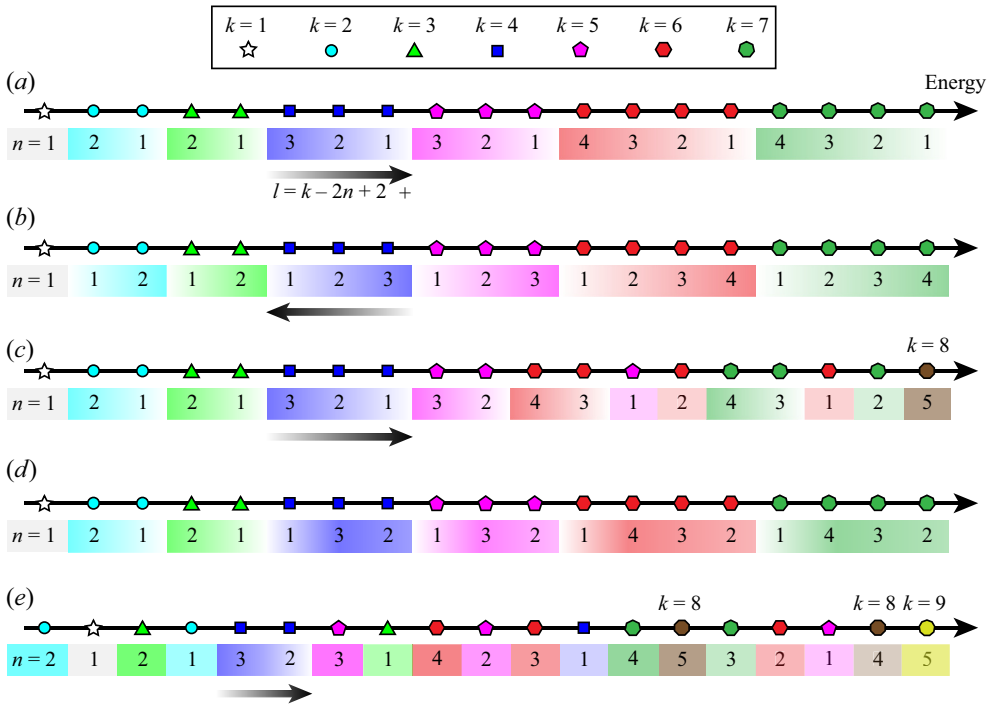 k = 1 k = 2 k = 3 k = 4 k = 5 k = 6 k = 7
(a)
Energy
n = 1 2 1 2 1 3 2 1 3 2 1 4 3 2 1 4 3 2 1
l = k – 2n + 2 +
(b)
n = 1 1 2 1 2 1 2 3 1 2 3 1 2 3 4 1 2 3 4
(c)
k = 8
n = 1 2 1 2 1 3 2 1 3 2 4 3 1 2 4 3 1 2 5
(d)
n = 1 2 1 2 1 1 3 2 1 3 2 1 4 3 2 1 4 3 2
(e)
k = 8 k = 8 k = 9
n = 2 1 2 1 3 2 3 1 4 2 3 1 4 5 3 2 1 4 5